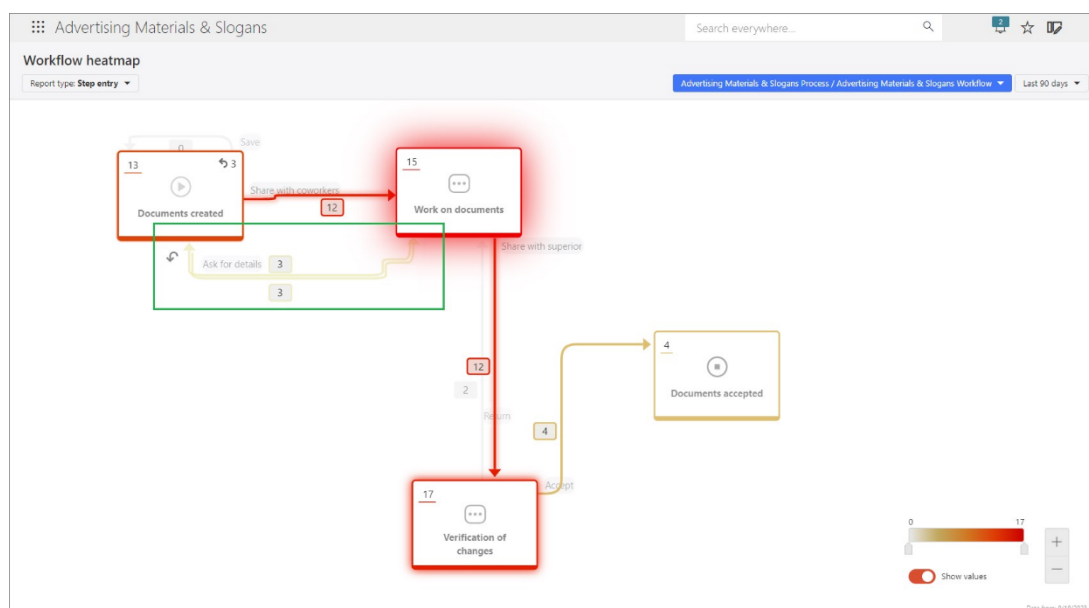 Advertising Materials & Slogans
Search everywhere...
2
Workflow heatmap
Report type: Step entry
Advertising Materials & Slogans Process / Advertising Materials & Slogans Workflow
Last 90 days
0
Save
13
3
Documents created
Share with coworkers
12
15
Work on documents
Ask for details
3
3
Share with superior
12
2
Return
4
Documents accepted
4
Accept
17
Verification of
changes
0
17
Show values